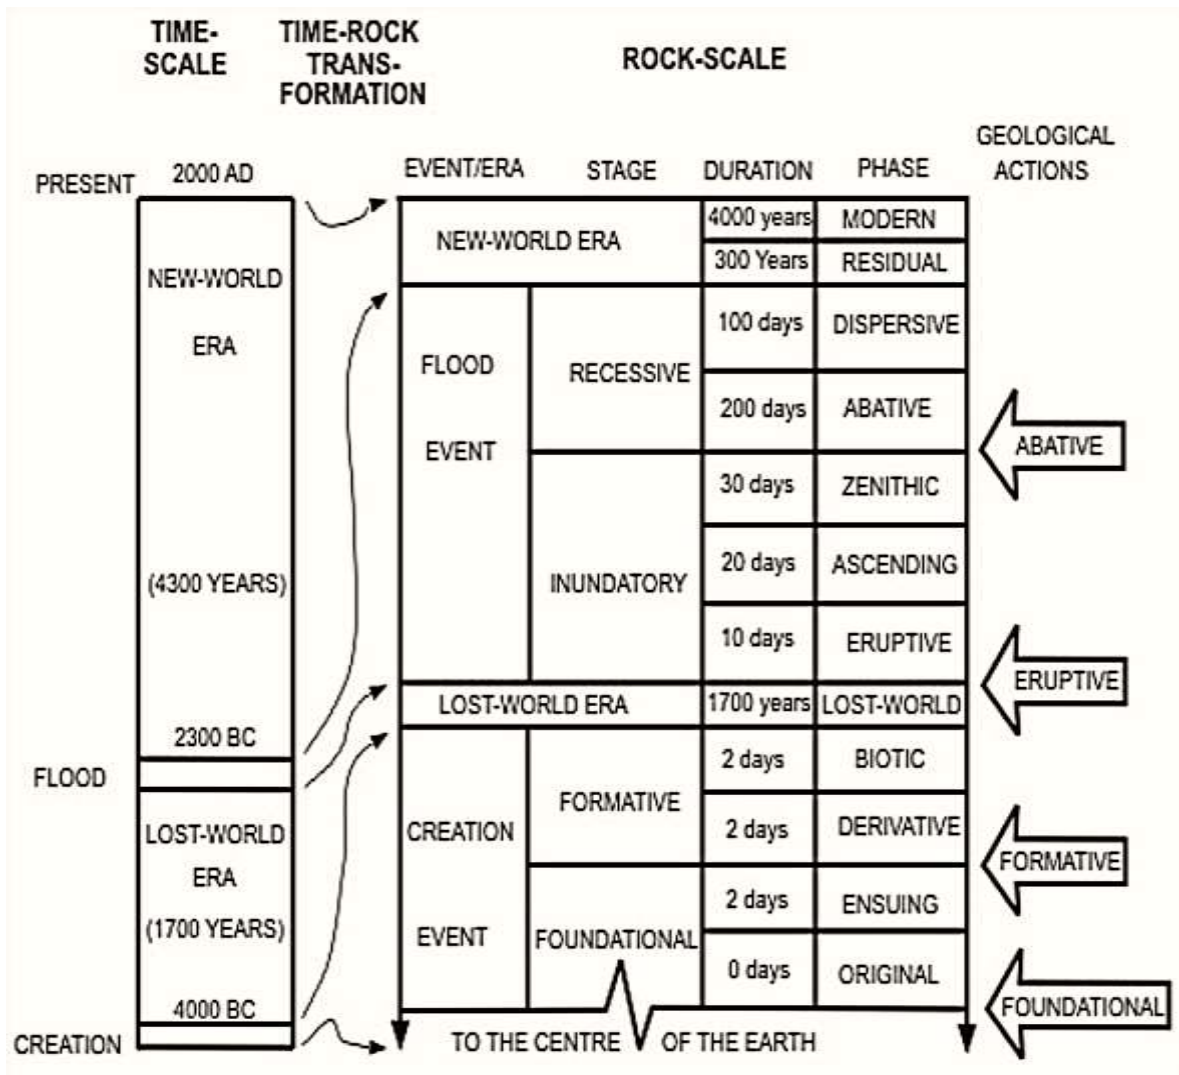 TIME-
SCALE
TIME-ROCK
TRANS-
FORMATION
ROCK-SCALE
GEOLOGICAL
ACTIONS
PRESENT
2000 AD
EVENT/ERA
STAGE
DURATION
PHASE
NEW-WORLD
ERA
(4300 YEARS)
2300 BC
FLOOD
LOST-WORLD
ERA
(1700 YEARS)
4000 BC
CREATION
NEW-WORLD ERA
4000 years
MODERN
300 Years
RESIDUAL
FLOOD
EVENT
RECESSIVE
100 days
DISPERSIVE
200 days
ABATIVE
INUNDATORY
30 days
ZENITHIC
20 days
ASCENDING
10 days
ERUPTIVE
LOST-WORLD ERA
1700 years
LOST-WORLD
CREATION
EVENT
FORMATIVE
2 days
BIOTIC
2 days
DERIVATIVE
FOUNDATIONAL
2 days
ENSUING
0 days
ORIGINAL
TO THE CENTRE OF THE EARTH
ABATIVE
ERUPTIVE
FORMATIVE
FOUNDATIONAL